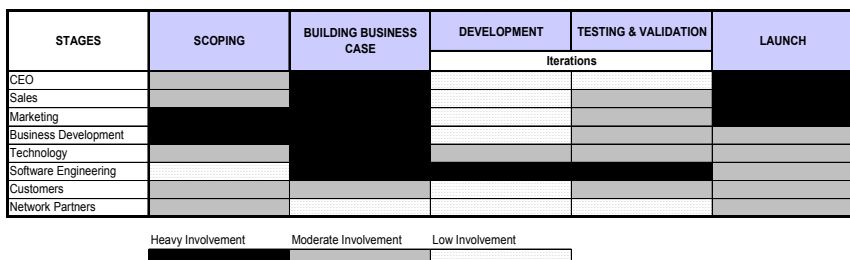 STAGES SCOPING BUILDING BUSINESS CASE DEVELOPMENT TESTING & VALIDATION LAUNCH
Iterations
CEO
Sales
Marketing
Business Development
Technology
Software Engineering
Customers
Network Partners
Heavy Involvement Moderate Involvement Low Involvement